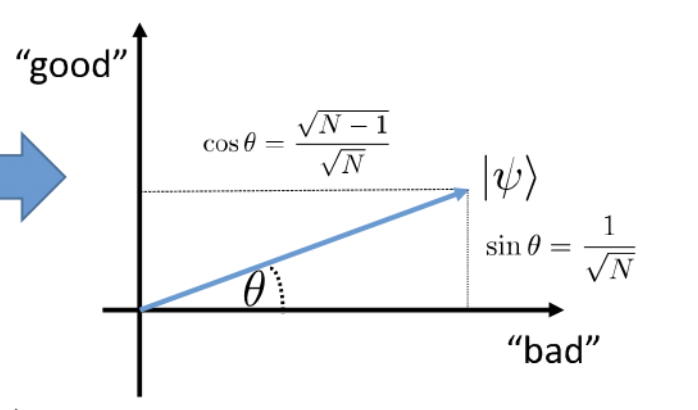 “good”
cos θ = √(N − 1) / √N
|ψ⟩
sin θ = 1 / √N
θ
“bad”